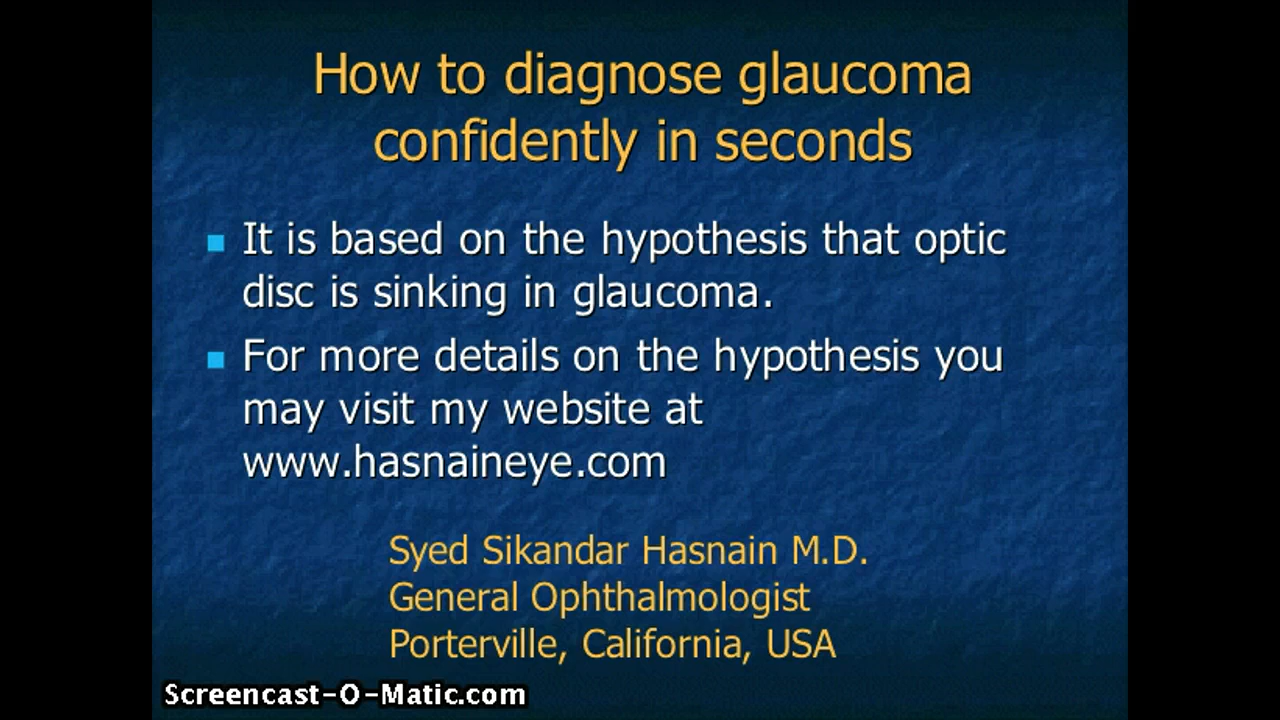 How to diagnose glaucoma
confidently in seconds
It is based on the hypothesis that optic
disc is sinking in glaucoma.
For more details on the hypothesis you
may visit my website at
www.hasnaineye.com
Syed Sikandar Hasnain M.D.
General Ophthalmologist
Porterville, California, USA
Screencast-O-Matic.com